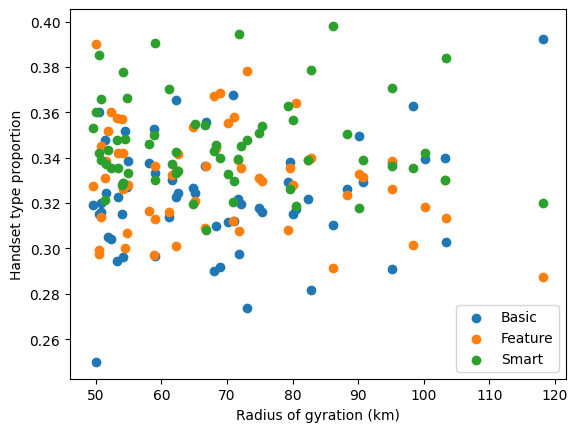 0.40
0.38
0.36
0.34
0.32
0.30
0.28
0.26
Handset type proportion
50 60 70 80 90 100 110 120
Radius of gyration (km)
Basic
Feature
Smart